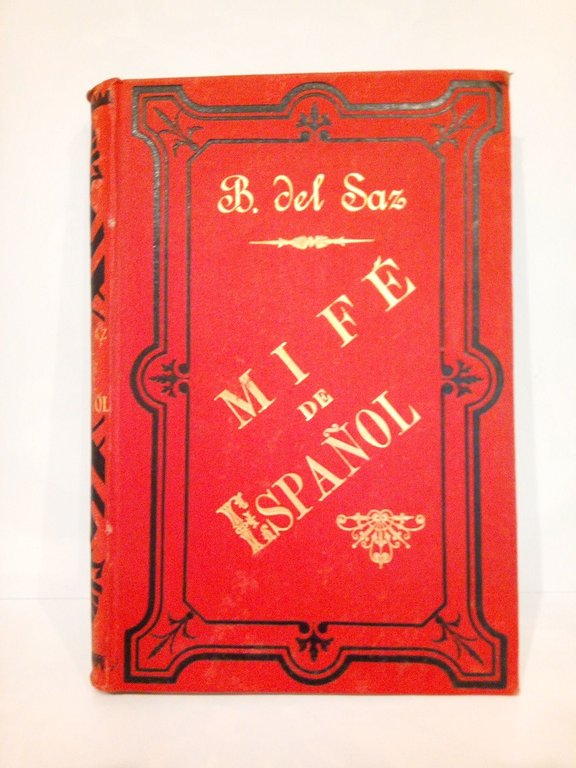 B. del Saz
MI FÉ
DE
ESPAÑOL